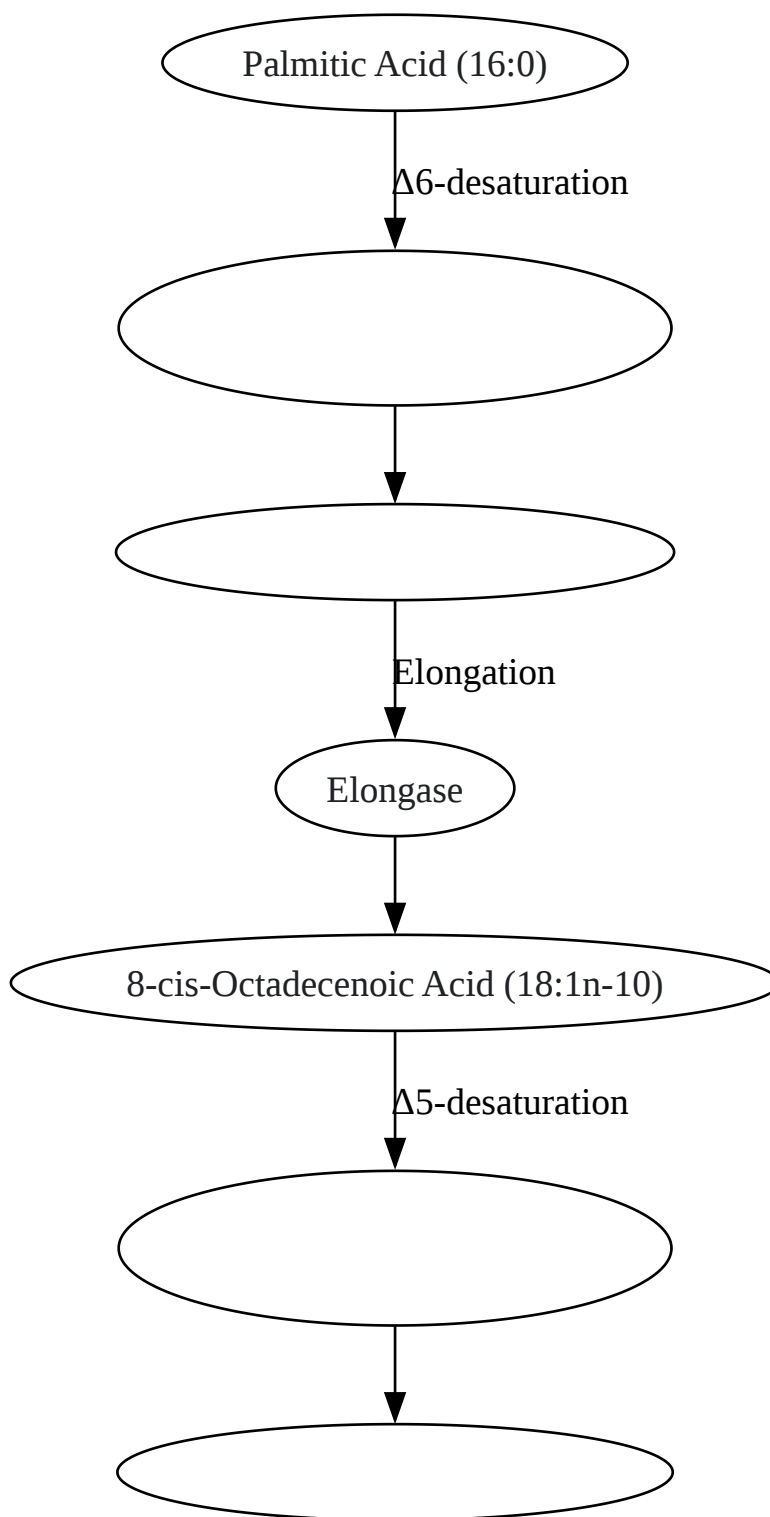 Palmitic Acid (16:0)
Δ6-desaturation
Elongation
Elongase
8-cis-Octadecenoic Acid (18:1n-10)
Δ5-desaturation